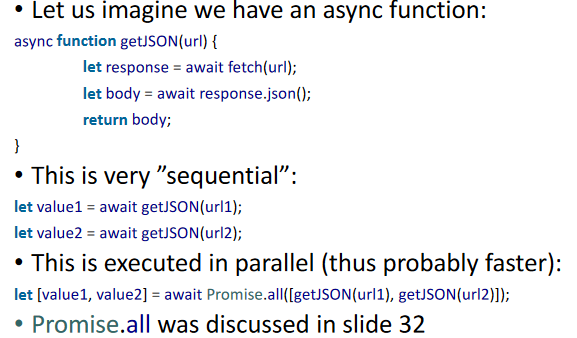 • Let us imagine we have an async function:
async function getJSON(url) {
let response = await fetch(url);
let body = await response.json();
return body;
}
• This is very ”sequential”:
let value1 = await getJSON(url1);
let value2 = await getJSON(url2);
• This is executed in parallel (thus probably faster):
let [value1, value2] = await Promise.all([getJSON(url1), getJSON(url2)]);
• Promise.all was discussed in slide 32